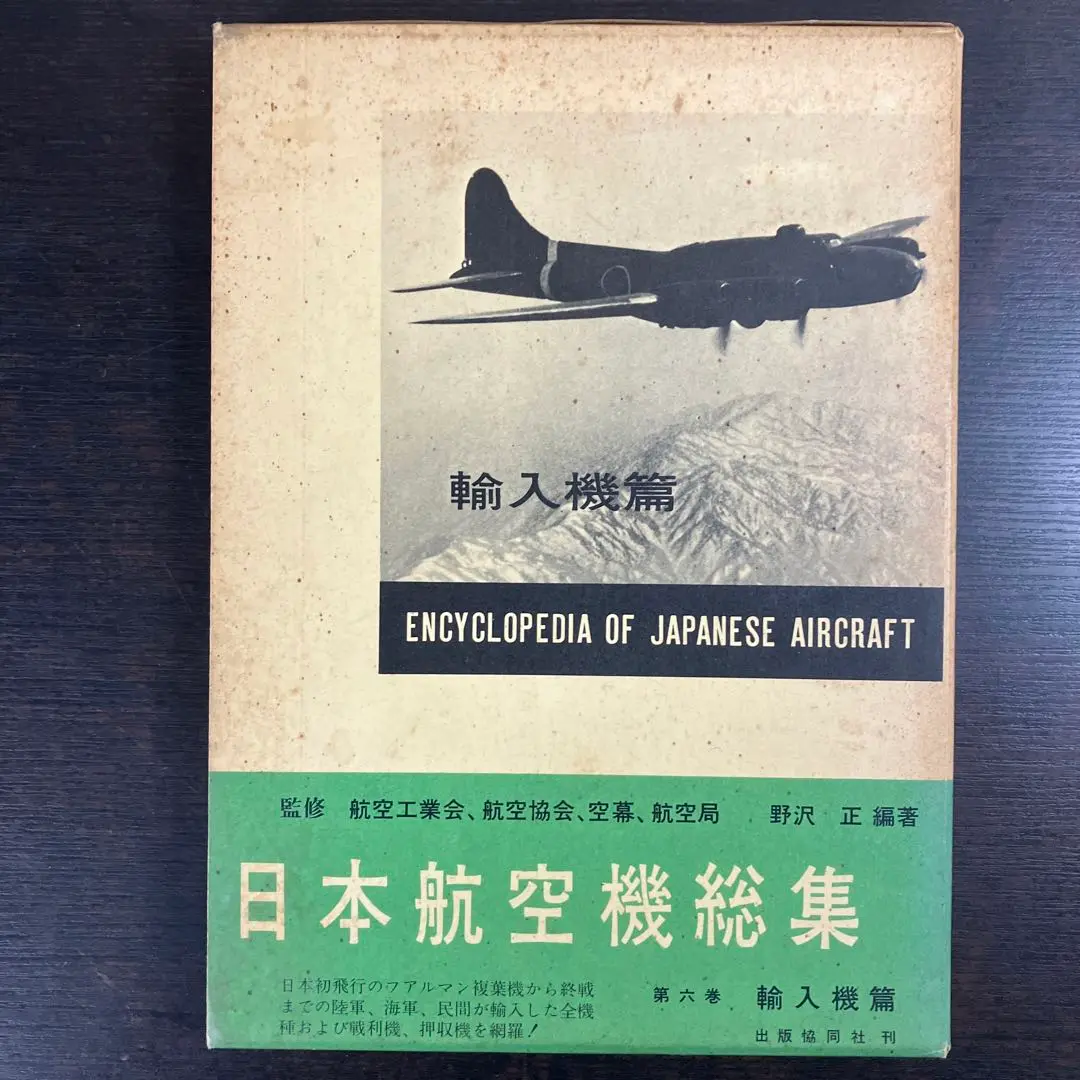 輸入機篇
ENCYCLOPEDIA OF JAPANESE AIRCRAFT
監修 航空工業会、航空協会、空幕、航空局 野沢 正 編著
日本航空機総集
日本初飛行のフアルマン複葉機から終戦
までの陸軍、海軍、民間が輸入した全機
種および戦利機、押収機を網羅!
第六巻 輸入機篇
出版協同社刊